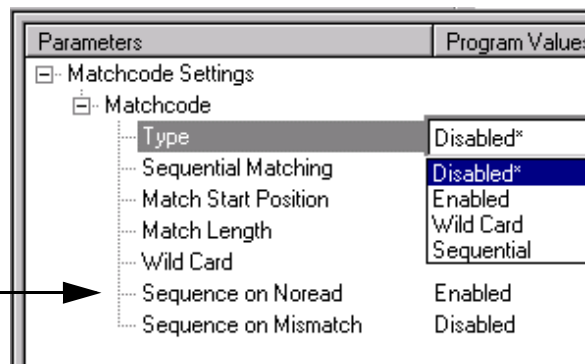 Parameters Program Values
Matchcode Settings
Matchcode
Type Disabled*
Sequential Matching Disabled*
Match Start Position Enabled
Match Length Wild Card
Wild Card Sequential
Sequence on Noread Enabled
Sequence on Mismatch Disabled